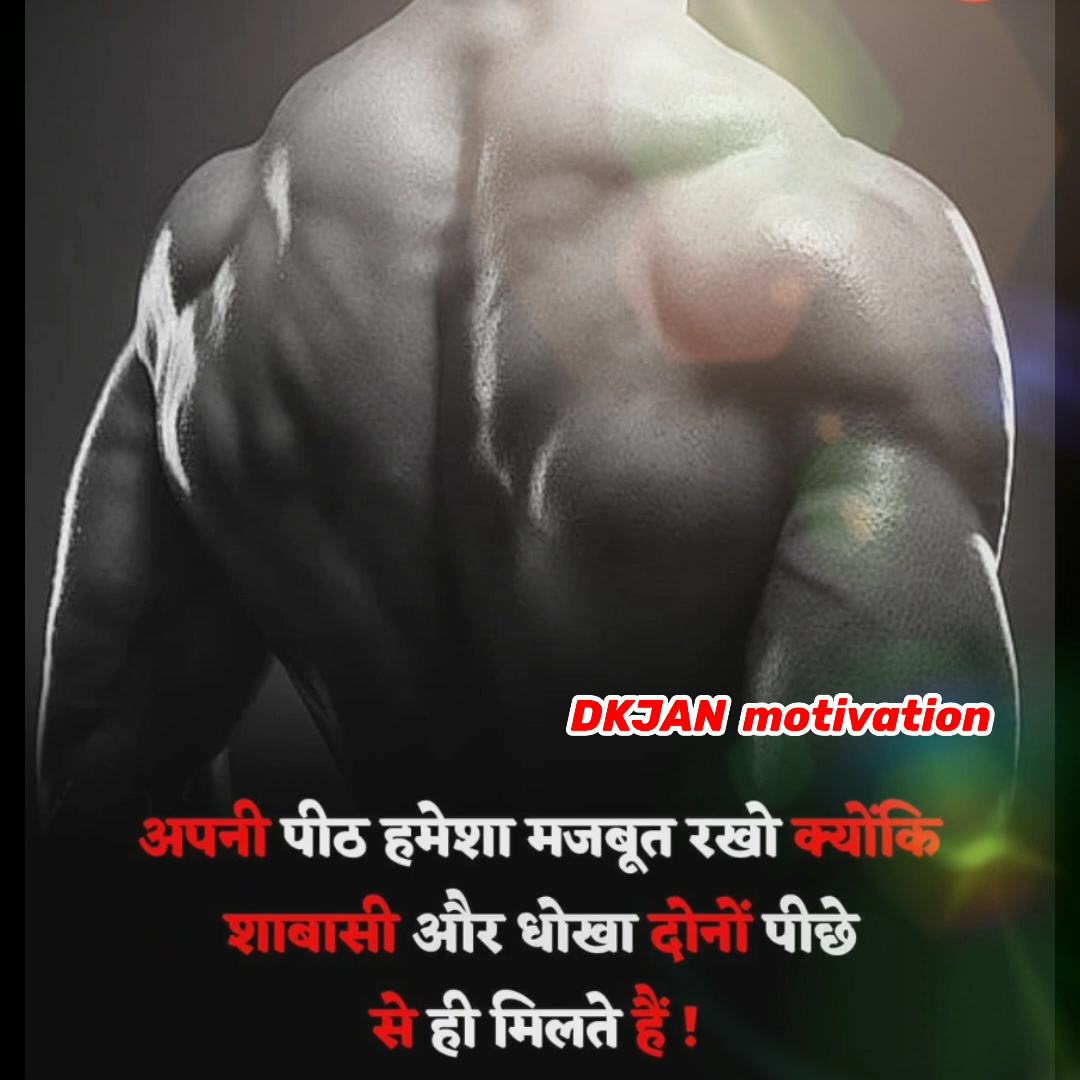 DKJAN motivation
अपनी पीठ हमेशा मजबूत रखो क्योंकि
शाबासी और धोखा दोनों पीछे
से ही मिलते हैं !